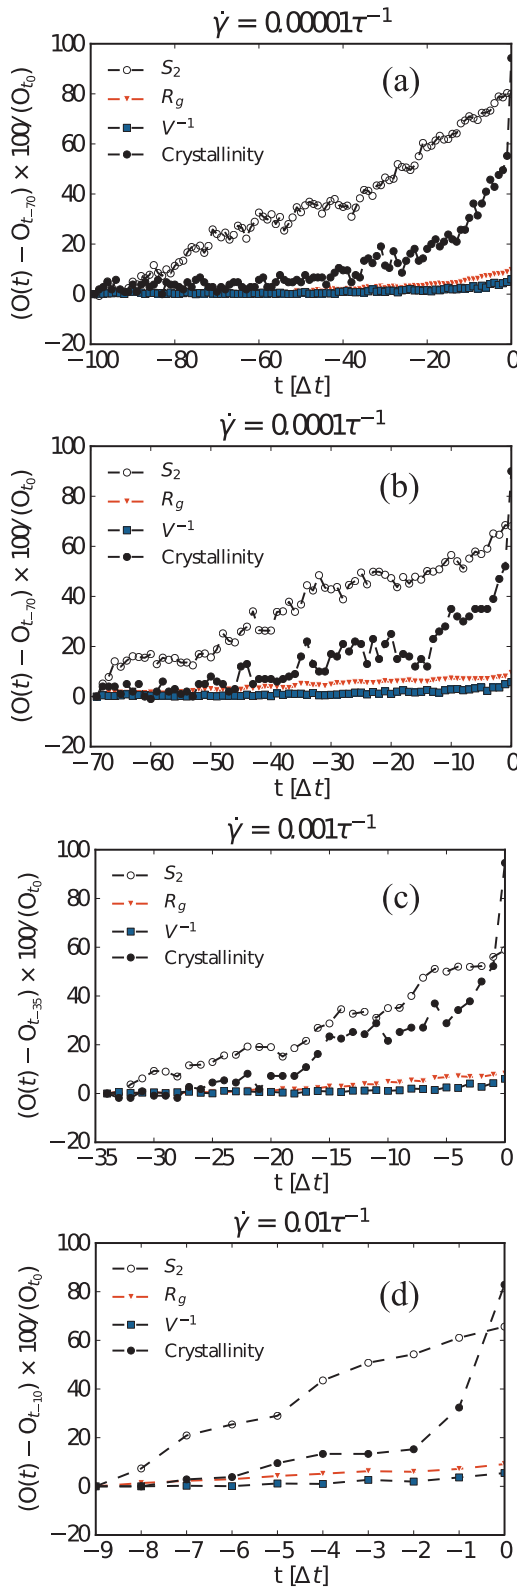 γ̇ = 0.00001τ⁻¹
(a)
S₂
R_g
V⁻¹
Crystallinity
(O(t) − O_{t₋₇₀}) × 100/(O_{t₀})
100
80
60
40
20
0
−20
−100 −80 −60 −40 −20 0
t [Δt]
γ̇ = 0.0001τ⁻¹
(b)
S₂
R_g
V⁻¹
Crystallinity
(O(t) − O_{t₋₇₀}) × 100/(O_{t₀})
100
80
60
40
20
0
−20
−70 −60 −50 −40 −30 −20 −10 0
t [Δt]
γ̇ = 0.001τ⁻¹
(c)
S₂
R_g
V⁻¹
Crystallinity
(O(t) − O_{t₋₃₅}) × 100/(O_{t₀})
100
80
60
40
20
0
−20
−35 −30 −25 −20 −15 −10 −5 0
t [Δt]
γ̇ = 0.01τ⁻¹
(d)
S₂
R_g
V⁻¹
Crystallinity
(O(t) − O_{t₋₁₀}) × 100/(O_{t₀})
100
80
60
40
20
0
−20
−9 −8 −7 −6 −5 −4 −3 −2 −1 0
t [Δt]